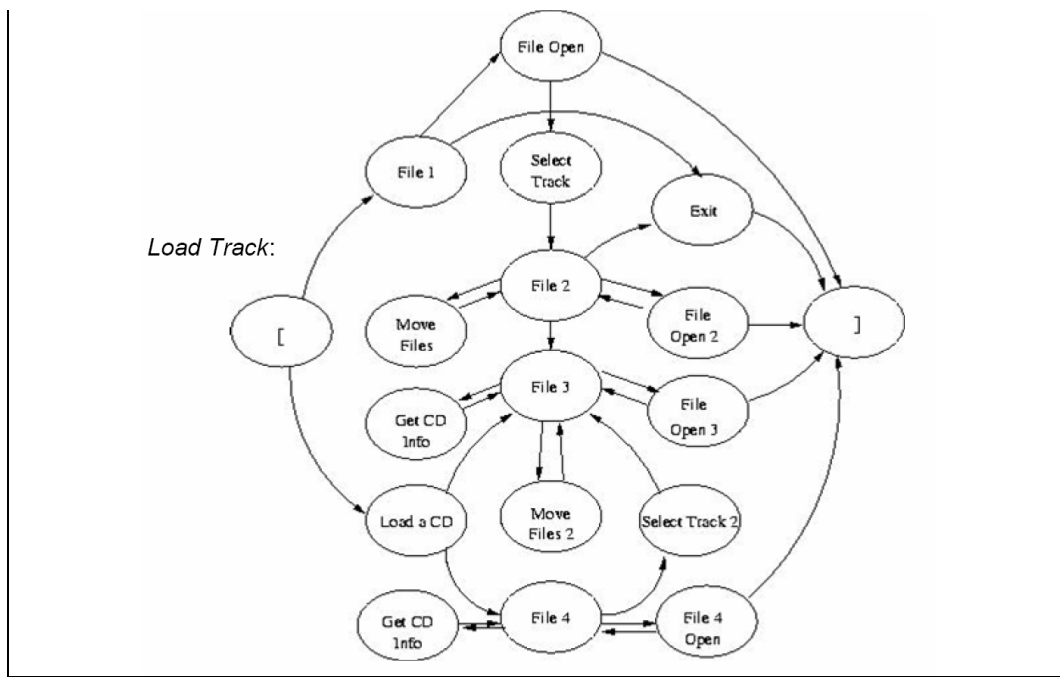 File Open
File 1
Select
Track
Exit
Load Track:
File 2
[
Move
Files
File
Open 2
]
File 3
Get CD
Info
File
Open 3
Load a CD
Move
Files 2
Select Track 2
Get CD
Info
File 4
File 4
Open